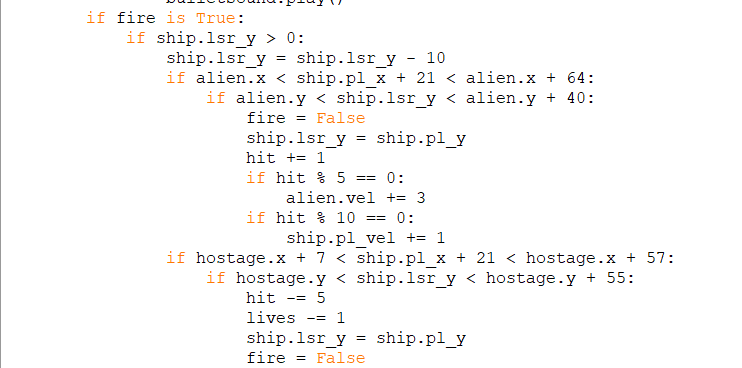 bulletsound.play()
if fire is True:
if ship.lsr_y > 0:
ship.lsr_y = ship.lsr_y - 10
if alien.x < ship.pl_x + 21 < alien.x + 64:
if alien.y < ship.lsr_y < alien.y + 40:
fire = False
ship.lsr_y = ship.pl_y
hit += 1
if hit % 5 == 0:
alien.vel += 3
if hit % 10 == 0:
ship.pl_vel += 1
if hostage.x + 7 < ship.pl_x + 21 < hostage.x + 57:
if hostage.y < ship.lsr_y < hostage.y + 55:
hit -= 5
lives -= 1
ship.lsr_y = ship.pl_y
fire = False